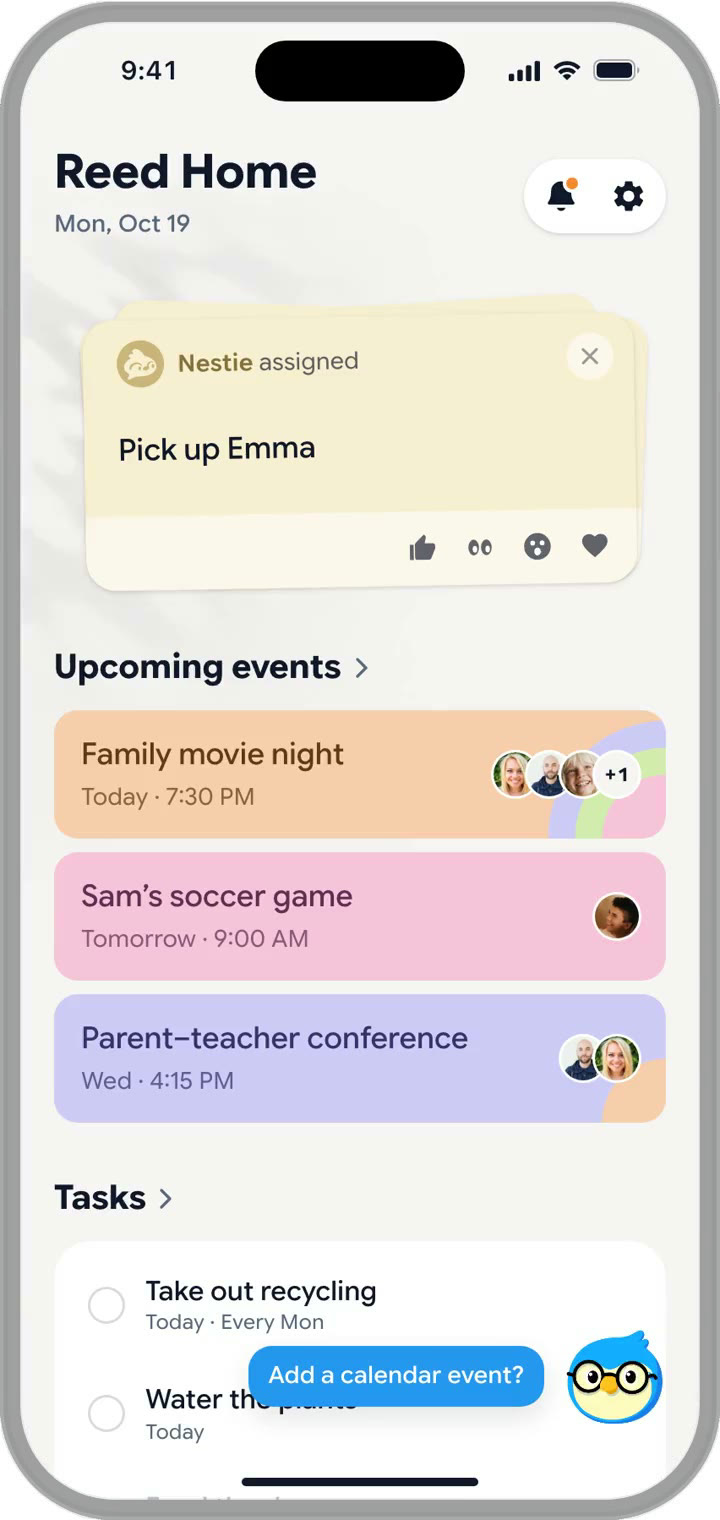 9:41
Reed Home
Mon, Oct 19
Nestie assigned
Pick up Emma
Upcoming events
Family movie night
Today · 7:30 PM
+1
Sam’s soccer game
Tomorrow · 9:00 AM
Parent–teacher conference
Wed · 4:15 PM
Tasks
Take out recycling
Today · Every Mon
Add a calendar event?
Water the plants
Today